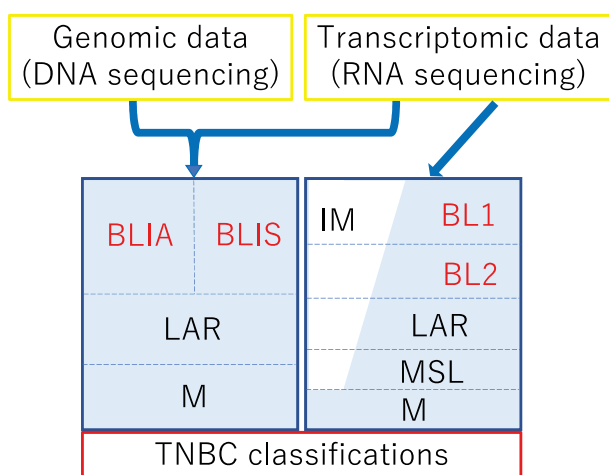 Genomic data
(DNA sequencing)
Transcriptomic data
(RNA sequencing)
BLIA
BLIS
LAR
M
IM
BL1
BL2
LAR
MSL
M
TNBC classifications